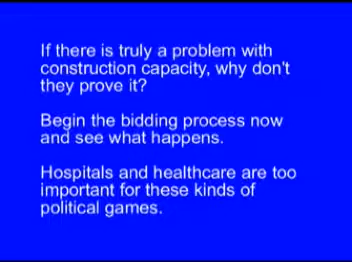 If there is truly a problem with
construction capacity, why don't
they prove it?
Begin the bidding process now
and see what happens.
Hospitals and healthcare are too
important for these kinds of
political games.